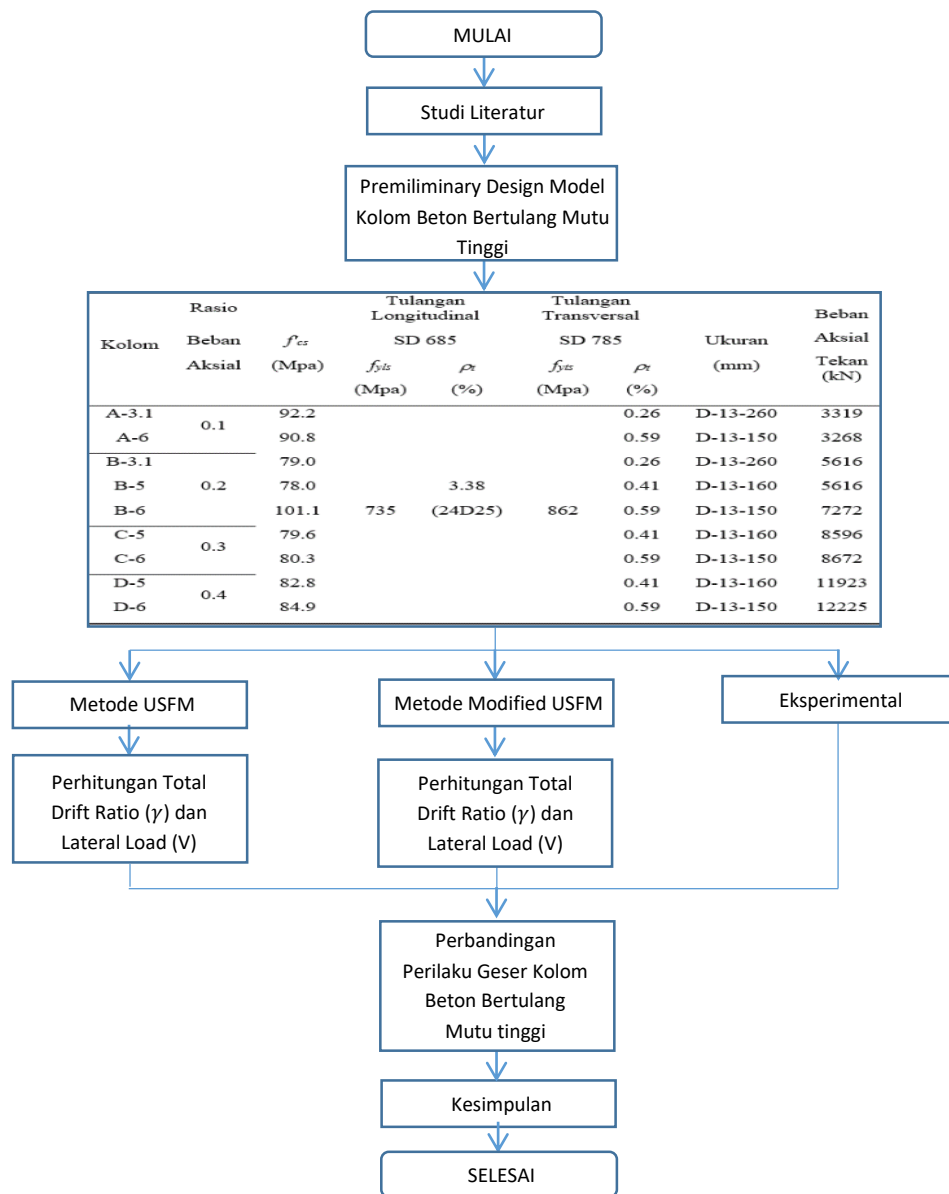 MULAI
Studi Literatur
Premiliminary Design Model
Kolom Beton Bertulang Mutu
Tinggi
Kolom Rasio Beban Aksial f'cs (Mpa) Tulangan Longitudinal SD 685 fyls (Mpa) ρt (%) Tulangan Transversal SD 785 fyts (Mpa) ρt (%) Ukuran (mm) Beban Aksial Tekan (kN)
A-3.1 0.1 92.2 0.26 D-13-260 3319
A-6 90.8 0.59 D-13-150 3268
B-3.1 79.0 0.26 D-13-260 5616
B-5 0.2 78.0 3.38 0.41 D-13-160 5616
B-6 101.1 735 (24D25) 862 0.59 D-13-150 7272
C-5 0.3 79.6 0.41 D-13-160 8596
C-6 80.3 0.59 D-13-150 8672
D-5 0.4 82.8 0.41 D-13-160 11923
D-6 84.9 0.59 D-13-150 12225
Metode USFM
Metode Modified USFM
Eksperimental
Perhitungan Total
Drift Ratio (γ) dan
Lateral Load (V)
Perhitungan Total
Drift Ratio (γ) dan
Lateral Load (V)
Perbandingan
Perilaku Geser Kolom
Beton Bertulang
Mutu tinggi
Kesimpulan
SELESAI